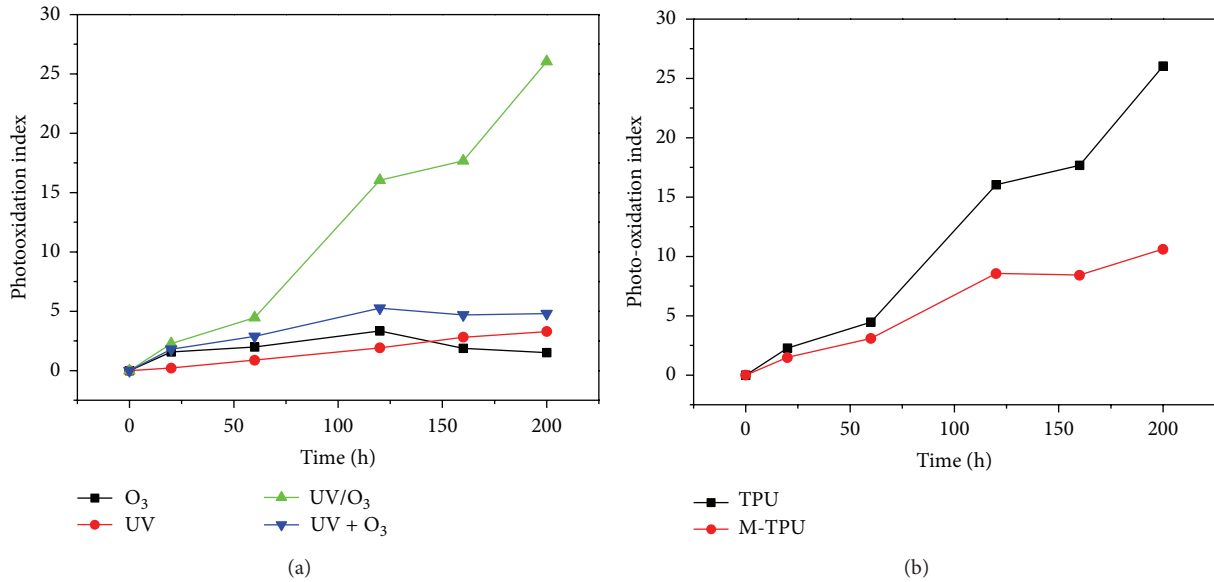 30
25
20
15
10
5
0
Photooxidation index
0 50 100 150 200
Time (h)
O₃ UV/O₃
UV UV + O₃
(a)
30
25
20
15
10
5
0
Photo-oxidation index
0 50 100 150 200
Time (h)
TPU
M-TPU
(b)